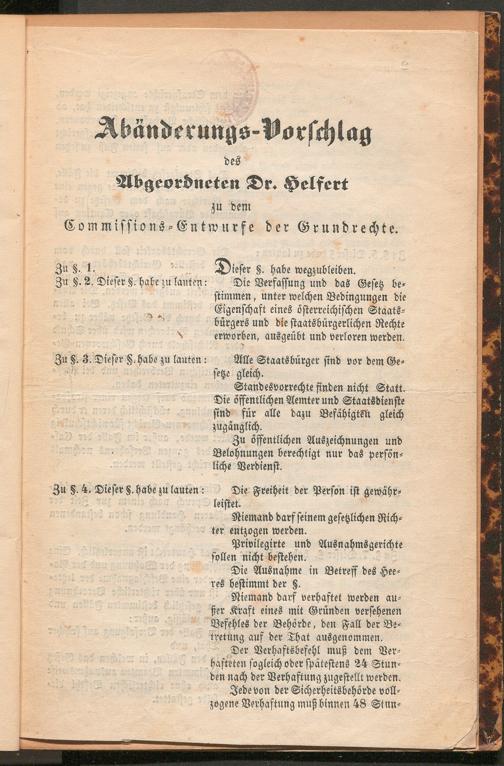 Abänderungs-Vorschlag
des
Abgeordneten Dr. Helfert
zu dem
Commissions-Entwurfe der Grundrechte.
Zu §. 1. Dieser §. habe wegzubleiben.
Zu §. 2. Dieser §. habe zu lauten: Die Verfassung und das Gesetz be-
stimmen, unter welchen Bedingungen die
Eigenschaft eines österreichischen Staats-
bürgers und die staatsbürgerlichen Rechte
erworben, ausgeübt und verloren werden.
Zu §. 3. Dieser §. habe zu lauten: Alle Staatsbürger sind vor dem Ge-
setze gleich.
Standesvorrechte finden nicht Statt.
Die öffentlichen Aemter und Staatsdienste
sind für alle dazu Befähigten gleich
zugänglich.
Zu öffentlichen Auszeichnungen und
Belohnungen berechtigt nur das persön-
liche Verdienst.
Zu §. 4. Dieser §. habe zu lauten: Die Freiheit der Person ist gewähr-
leistet.
Niemand darf seinem gesetzlichen Rich-
ter entzogen werden.
Privilegirte und Ausnahmsgerichte
sollen nicht bestehen.
Die Ausnahme in Betreff des Hee-
res bestimmt der §.
Niemand darf verhaftet werden au-
ßer Kraft eines mit Gründen versehenen
Befehles der Behörde, den Fall der Be-
tretung auf der That ausgenommen.
Der Verhaftsbefehl muß dem Ver-
hafteten sogleich oder spätestens 24 Stun-
den nach der Verhaftung zugestellt werden.
Jede von der Sicherheitsbehörde voll-
zogene Verhaftung muß binnen 48 Stun-